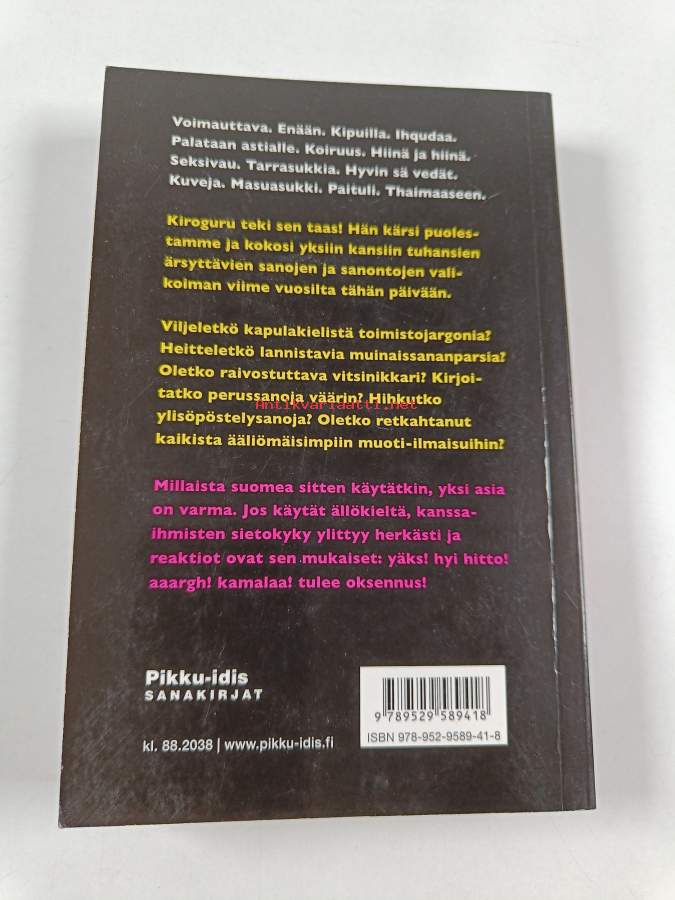 Voimauttava. Enään. Kipuilla. Ihqudaa.
Palataan astialle. Koiruus. Hiinä ja hiinä.
Seksivau. Tarrasukkia. Hyvin sä vedät.
Kuveja. Masuasukki. Paituli. Thaimaaseen.
Kiroguru teki sen taas! Hän kärsi puoles-
tamme ja kokosi yksiin kansiin tuhansien
ärsyttävien sanojen ja sanontojen vali-
koiman viime vuosilta tähän päivään.
Viljeletkö kapulakielistä toimistojargonia?
Heitteletkö lannistavia muinaissananparsia?
Oletko raivostuttava vitsinikkari? Kirjoi-
tatko perussanoja väärin? Hihkutko
Antikvariaatti.net
ylisöpöstelysanoja? Oletko retkahtanut
kaikista ääliömäisimpiin muoti-ilmaisuihin?
Millaista suomea sitten käytätkin, yksi asia
on varma. Jos käytät ällökieltä, kanssa-
ihmisten sietokyky ylittyy herkästi ja
reaktiot ovat sen mukaiset: yäks! hyi hitto!
aaargh! kamalaa! tulee oksennus!
Pikku-idis
SANAKIRJAT
kl. 88.2038 | www.pikku-idis.fi
9 789529 589418
ISBN 978-952-9589-41-8